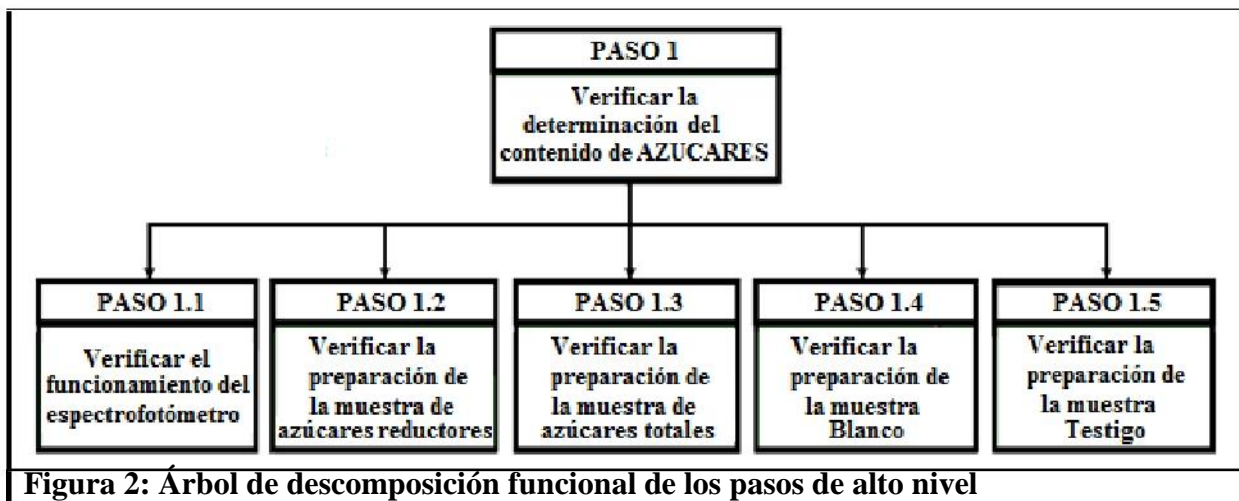 PASO 1
Verificar la
determinación del
contenido de AZUCARES
PASO 1.1
Verificar el
funcionamiento del
espectrofotómetro
PASO 1.2
Verificar la
preparación de
la muestra de
azúcares reductores
PASO 1.3
Verificar la
preparación de
la muestra de
azúcares totales
PASO 1.4
Verificar la
preparación de
la muestra
Blanco
PASO 1.5
Verificar la
preparación de
la muestra
Testigo
Figura 2: Árbol de descomposición funcional de los pasos de alto nivel